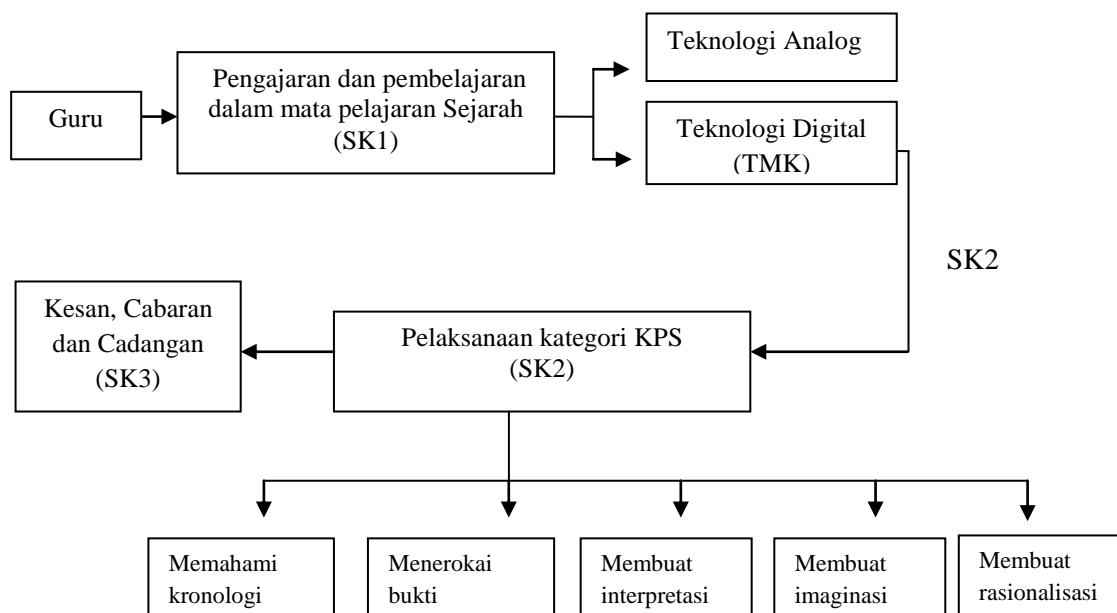 Guru
Pengajaran dan pembelajaran
dalam mata pelajaran Sejarah
(SK1)
Teknologi Analog
Teknologi Digital
(TMK)
SK2
Kesan, Cabaran
dan Cadangan
(SK3)
Pelaksanaan kategori KPS
(SK2)
Memahami
kronologi
Menerokai
bukti
Membuat
interpretasi
Membuat
imaginasi
Membuat
rasionalisasi